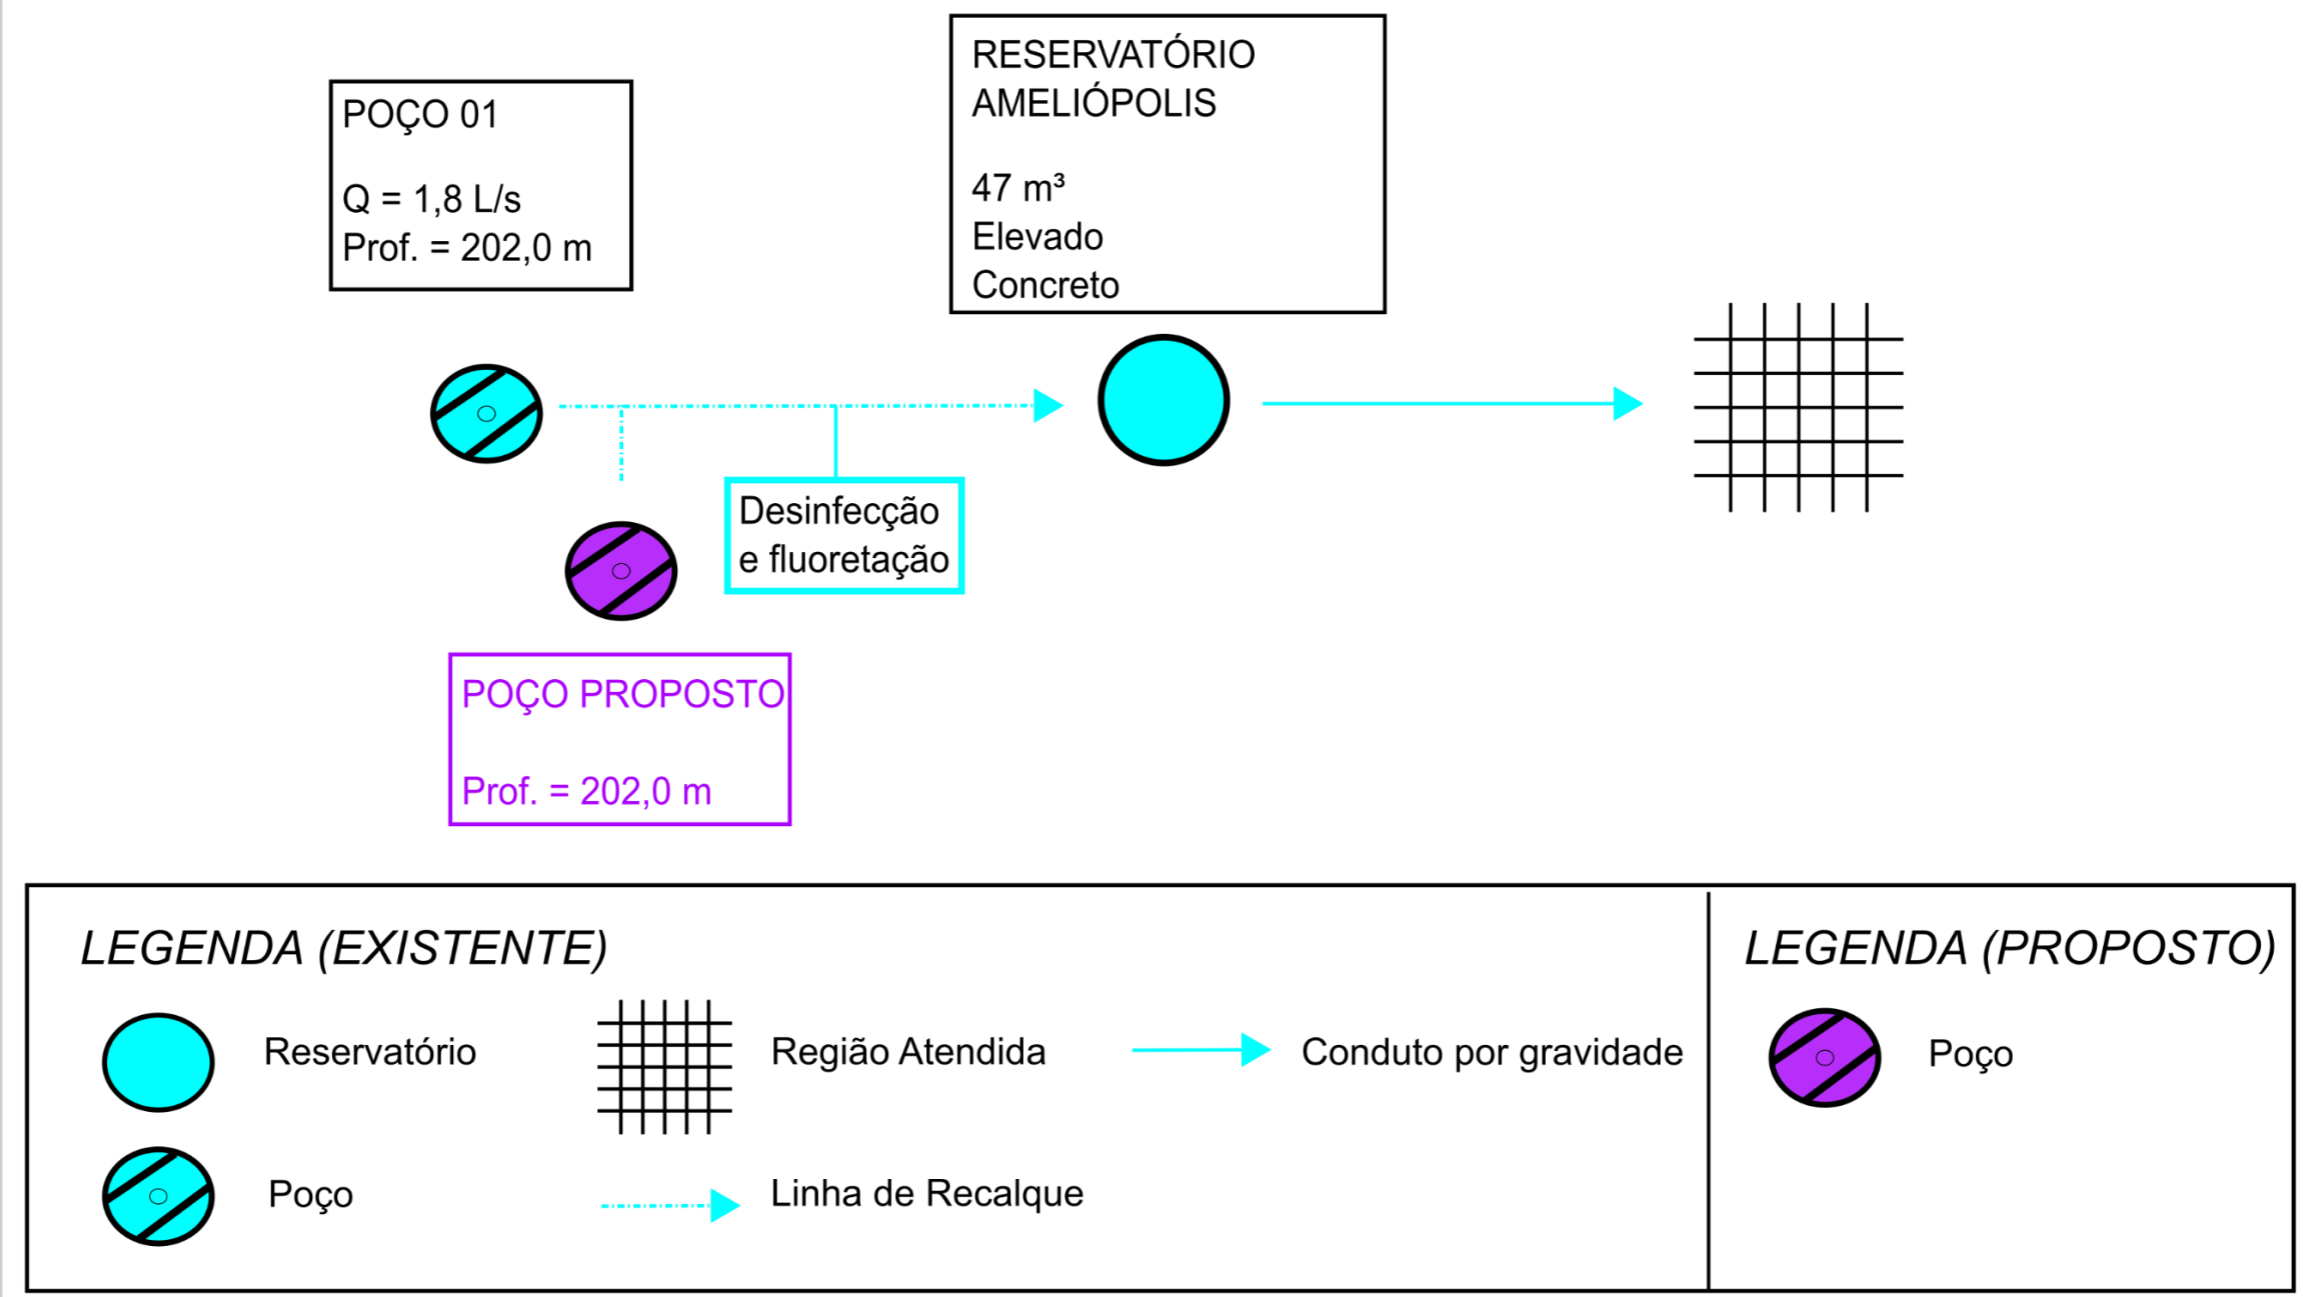 POÇO 01
Q = 1,8 L/s
Prof. = 202,0 m
RESERVATÓRIO
AMELIÓPOLIS
47 m³
Elevado
Concreto
Desinfecção
e fluoretação
POÇO PROPOSTO
Prof. = 202,0 m
LEGENDA (EXISTENTE)
Reservatório
Região Atendida
Conduto por gravidade
Poço
Linha de Recalque
LEGENDA (PROPOSTO)
Poço